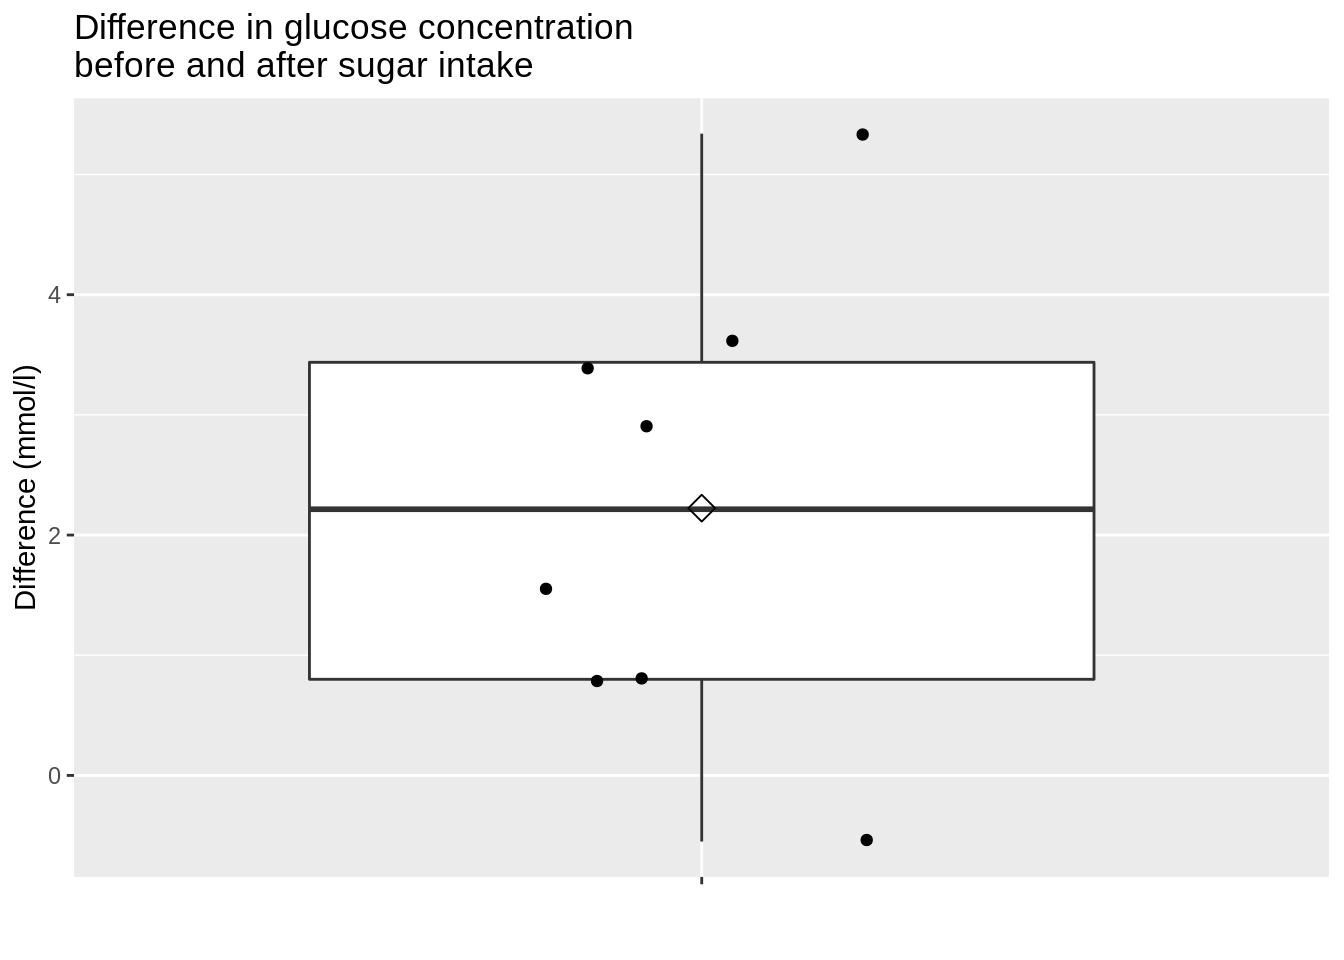 Difference in glucose concentration
before and after sugar intake
Difference (mmol/l)
4
2
0